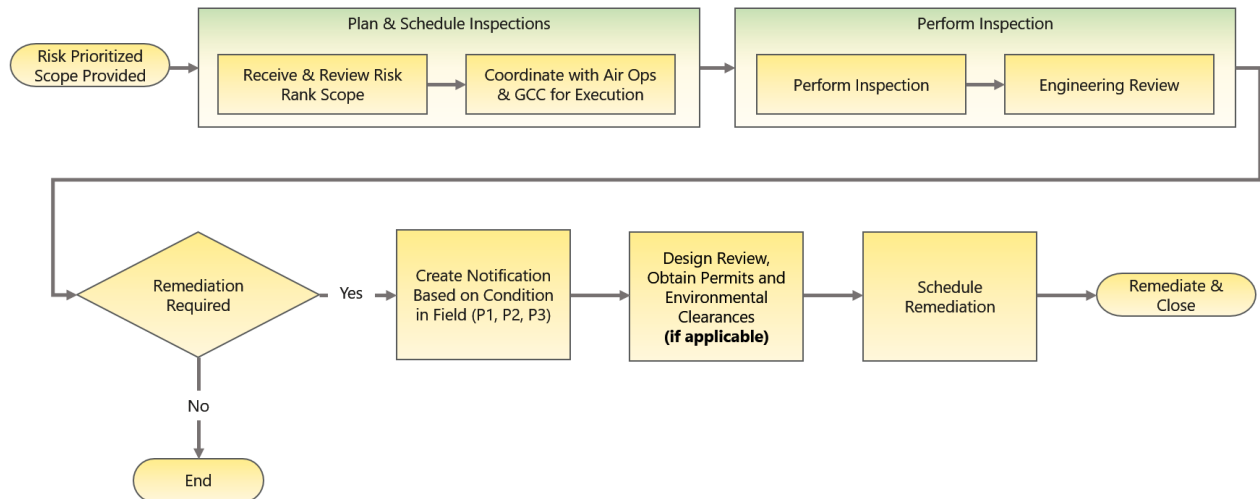 Plan & Schedule Inspections
Perform Inspection
Risk Prioritized
Scope Provided
Receive & Review Risk
Rank Scope
Coordinate with Air Ops
& GCC for Execution
Perform Inspection
Engineering Review
Remediation
Required
Yes
Create Notification
Based on Condition
in Field (P1, P2, P3)
Design Review,
Obtain Permits and
Environmental
Clearances
(if applicable)
Schedule
Remediation
Remediate &
Close
No
End